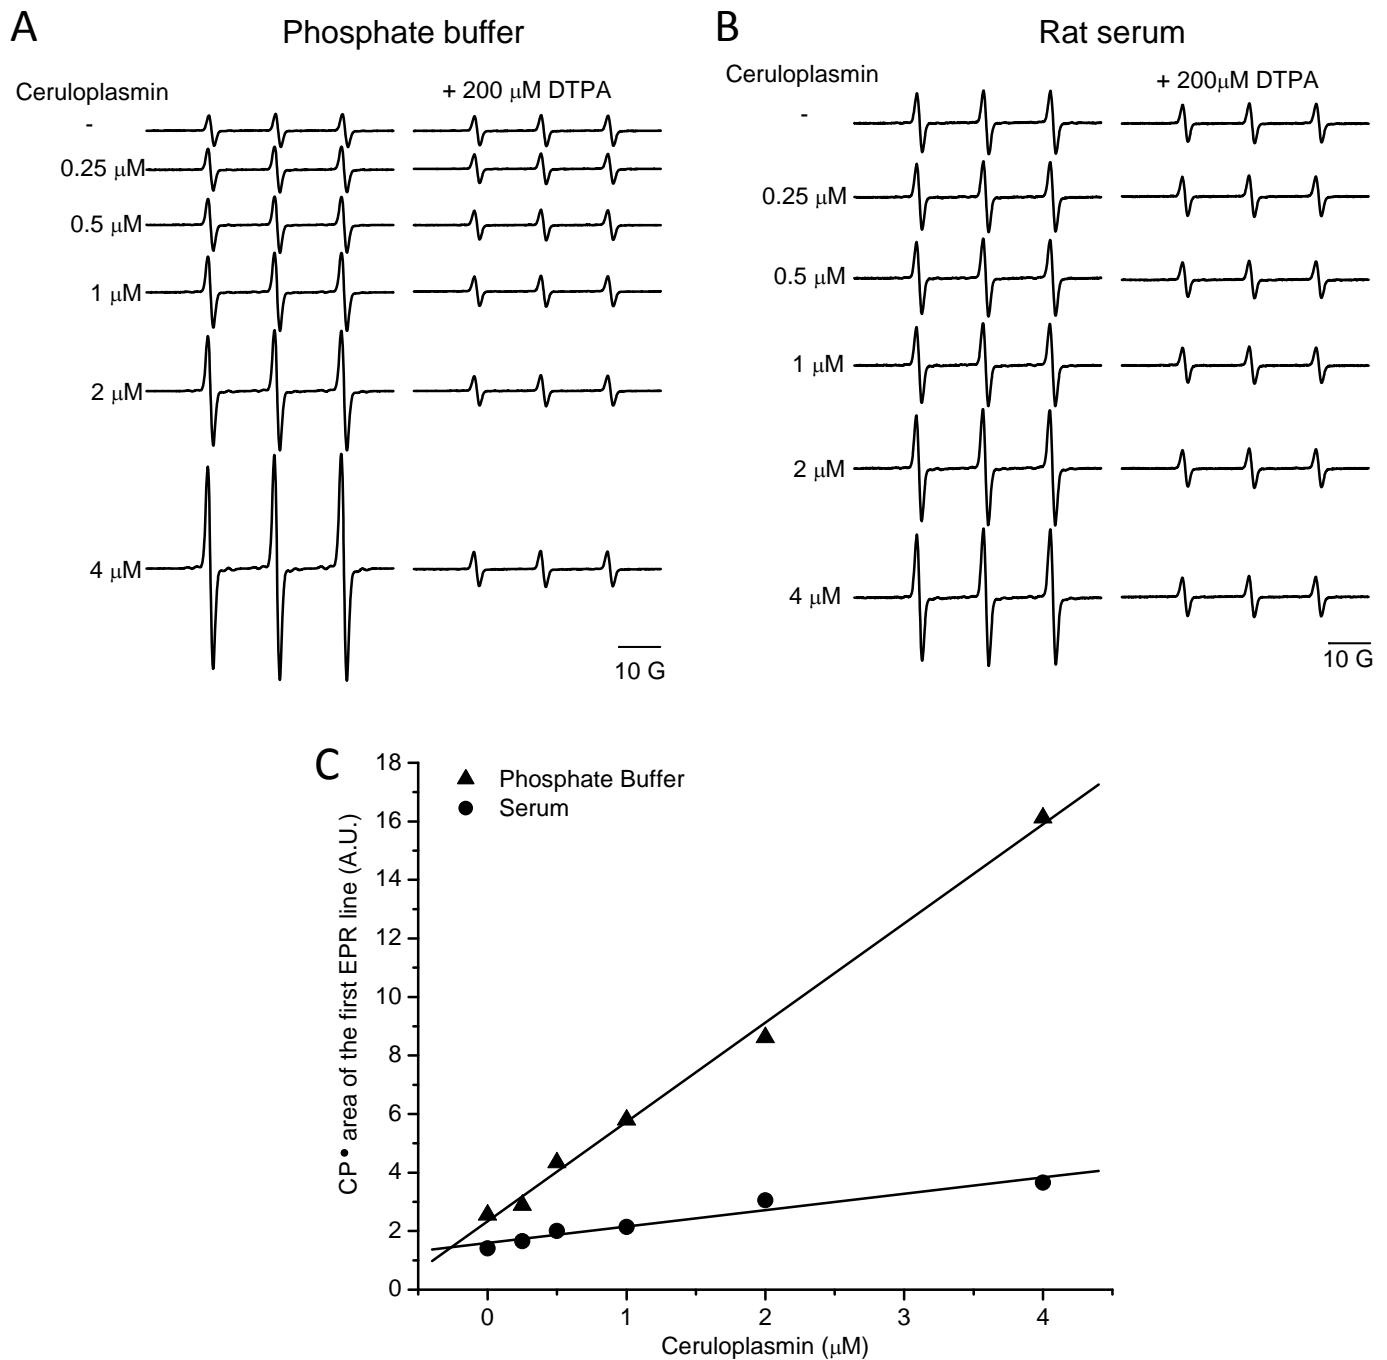 A
Phosphate buffer
Ceruloplasmin
+ 200 μM DTPA
-
0.25 μM
0.5 μM
1 μM
2 μM
4 μM
10 G
B
Rat serum
Ceruloplasmin
+ 200μM DTPA
-
0.25 μM
0.5 μM
1 μM
2 μM
4 μM
10 G
C
Phosphate Buffer
Serum
CP• area of the first EPR line (A.U.)
18
16
14
12
10
8
6
4
2
0
0 1 2 3 4
Ceruloplasmin (μM)